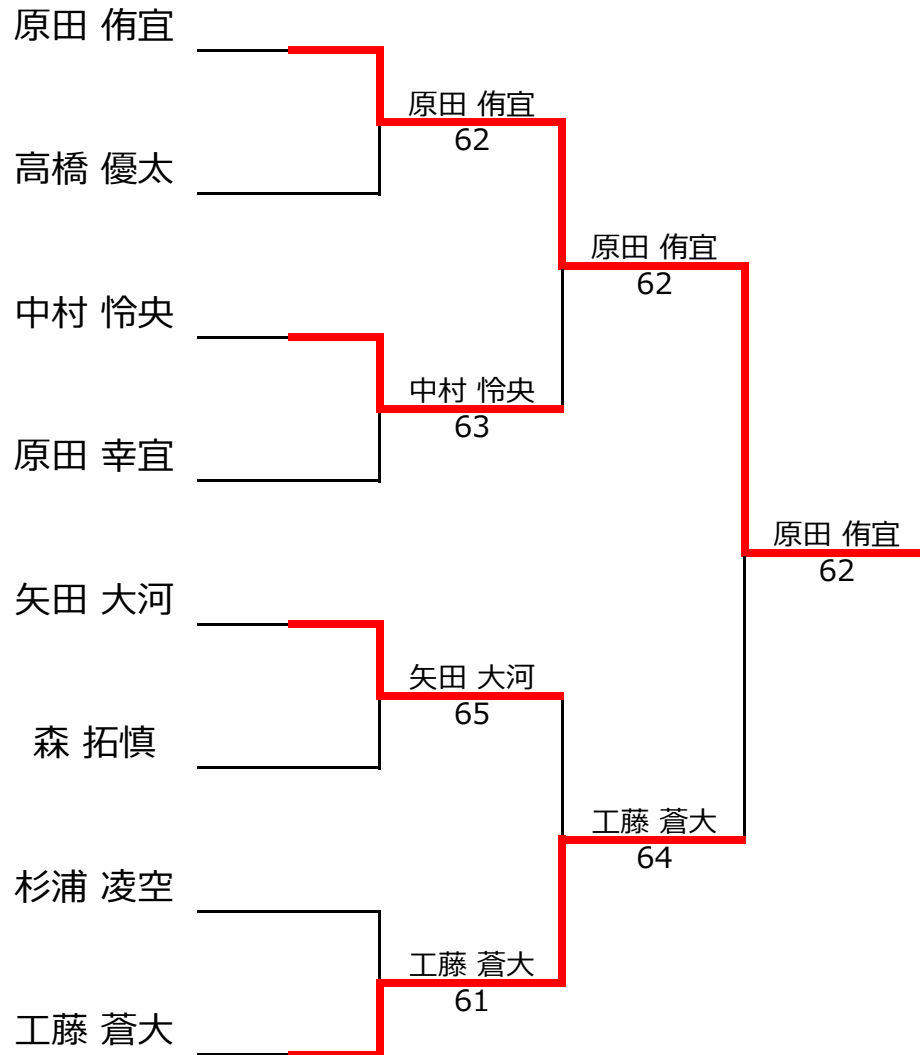 原田 侑宜
高橋 優太
中村 怜央
原田 幸宜
矢田 大河
森 拓慎
杉浦 凌空
工藤 蒼大
原田 侑宜
62
中村 怜央
63
矢田 大河
65
工藤 蒼大
61
原田 侑宜
62
工藤 蒼大
64
原田 侑宜
62